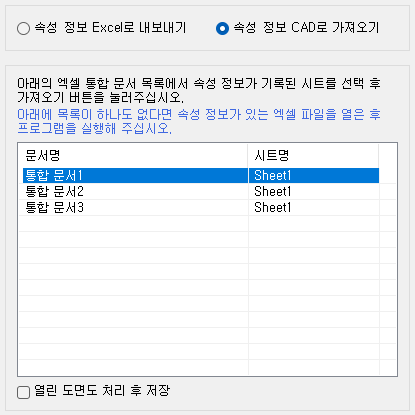 속성 정보 Excel로 내보내기 속성 정보 CAD로 가져오기
아래의 엑셀 통합 문서 목록에서 속성 정보가 기록된 시트를 선택 후
가져오기 버튼을 눌러주십시오.
아래에 목록이 하나도 없다면 속성 정보가 있는 엑셀 파일을 열은 후
프로그램을 실행해 주십시오.
문서명 시트명
통합 문서1 Sheet1
통합 문서2 Sheet1
통합 문서3 Sheet1
열린 도면도 처리 후 저장